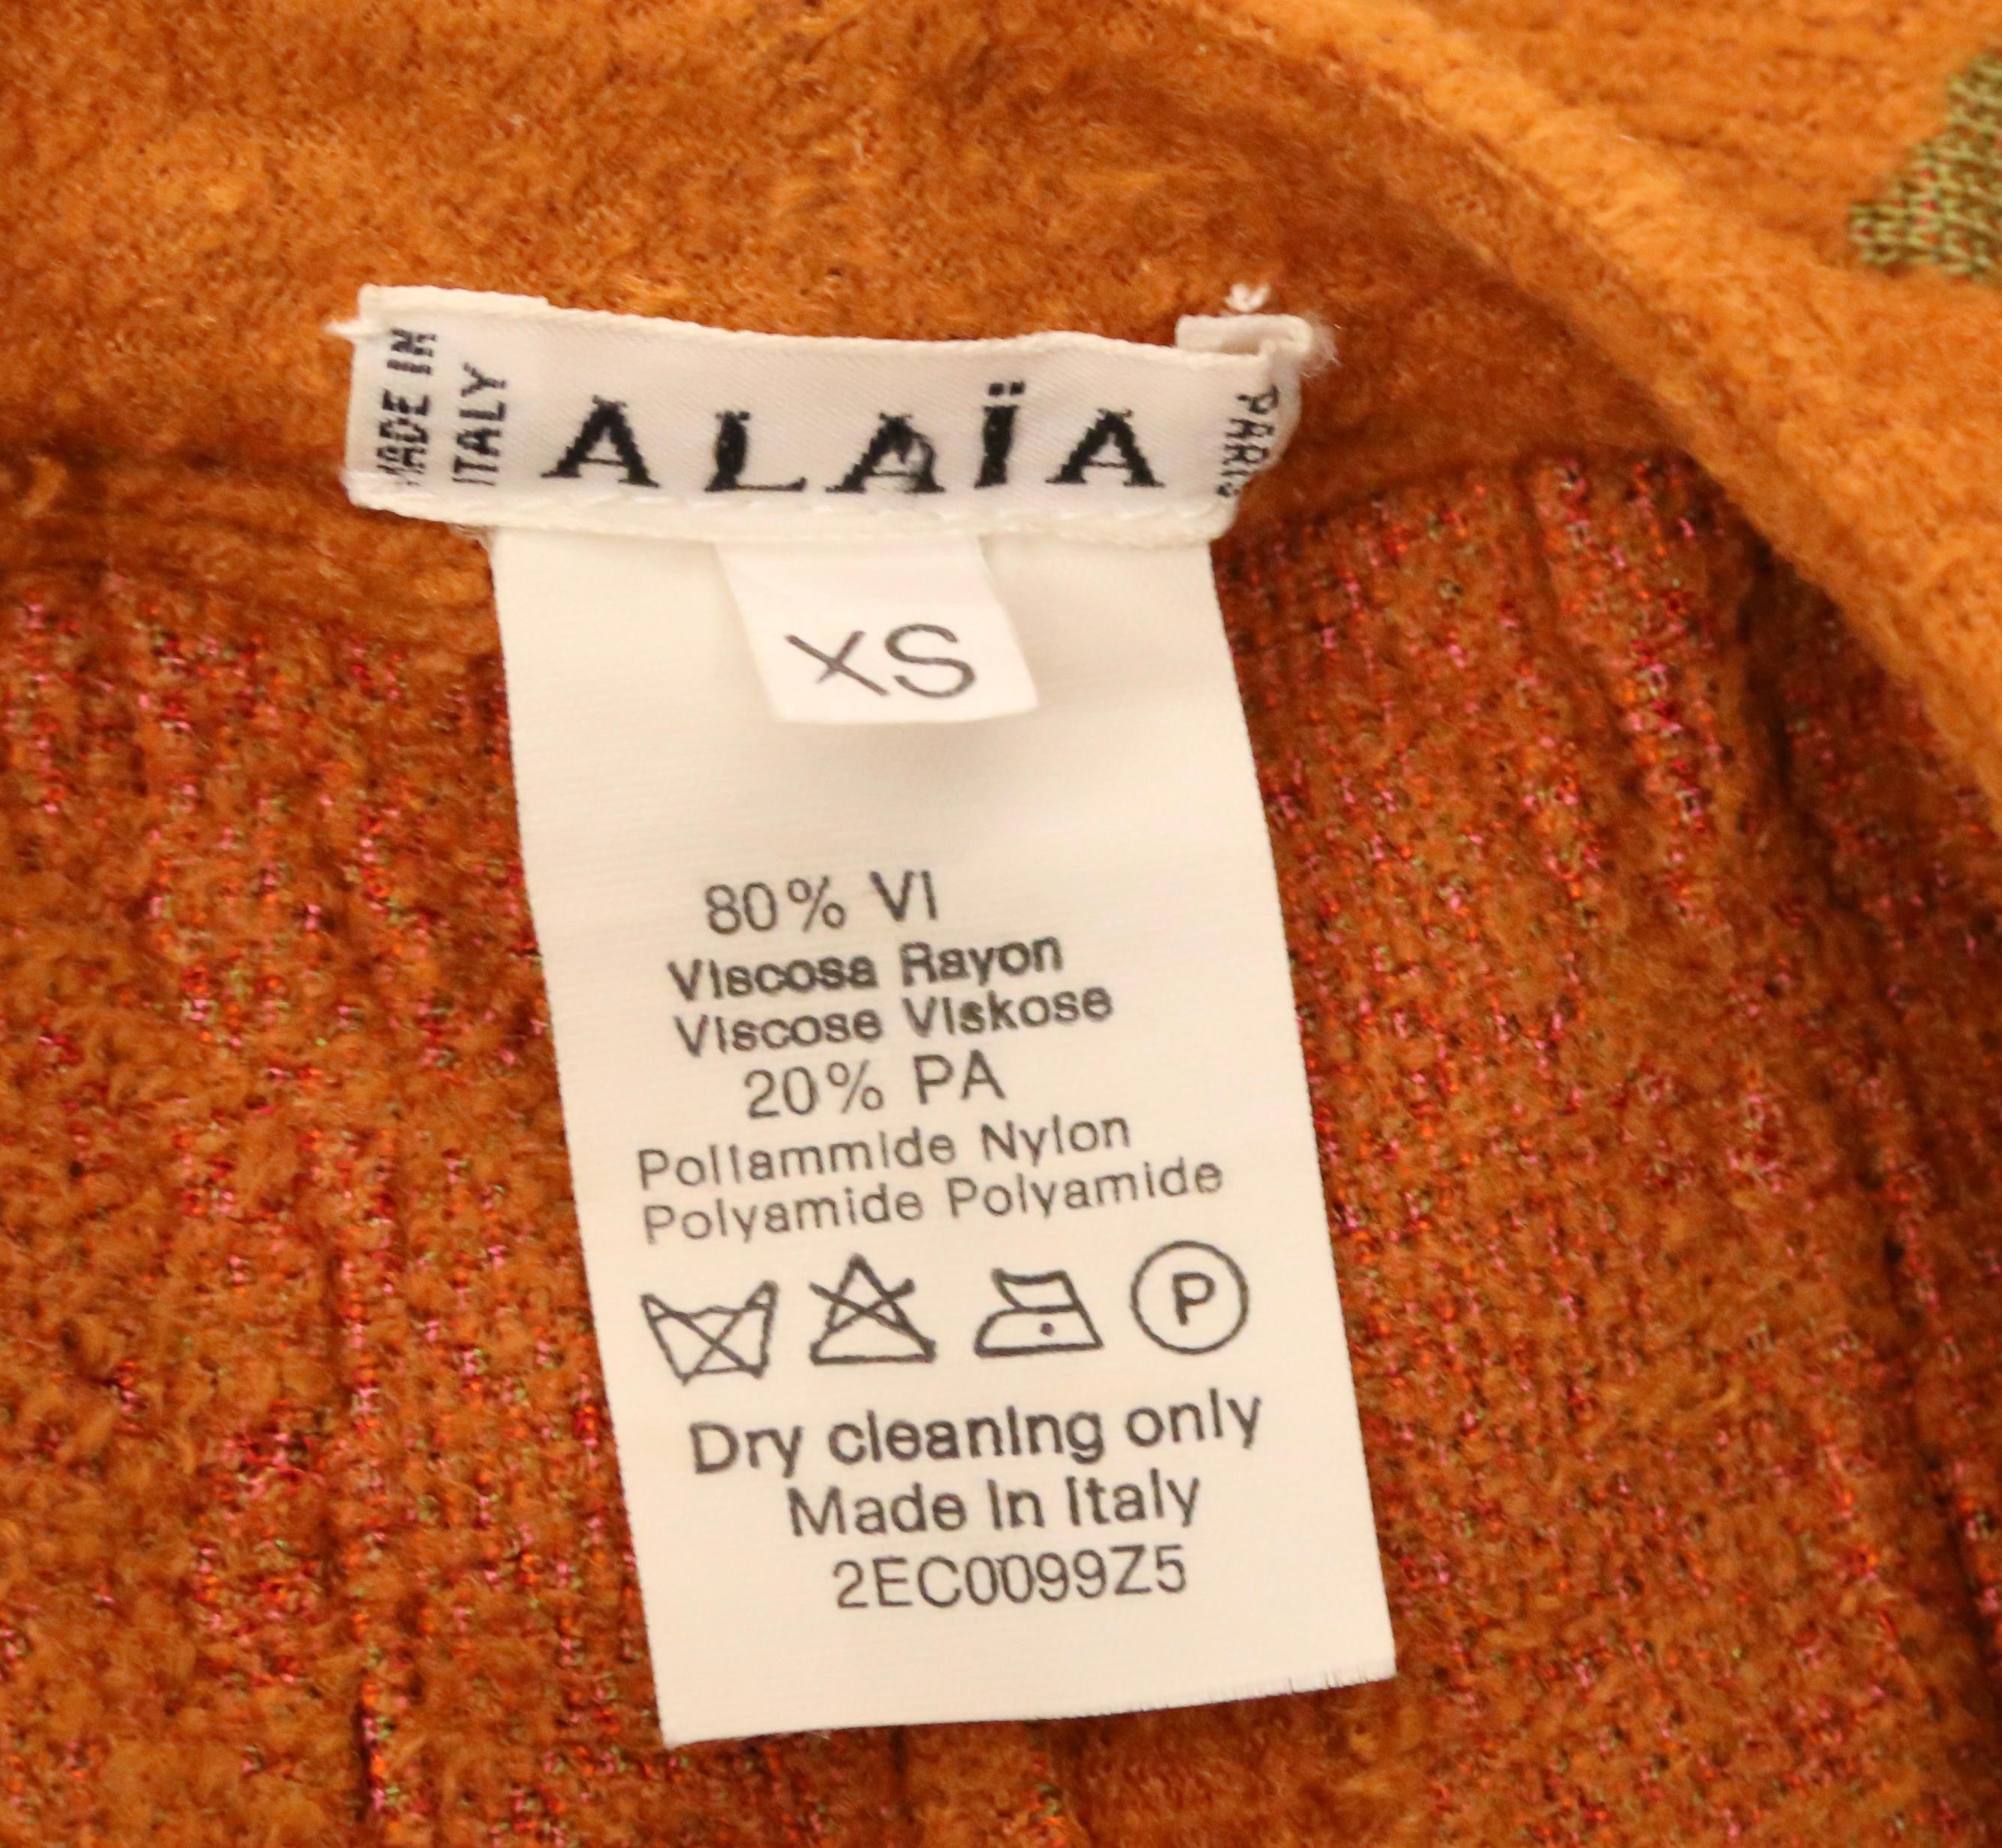 MADE IN
ITALY
ALAÏA
PARIS
XS
80% VI
Viscosa Rayon
Viscose Viskose
20% PA
Poliammide Nylon
Polyamide Polyamide
P
Dry cleaning only
Made in Italy
2EC0099Z5